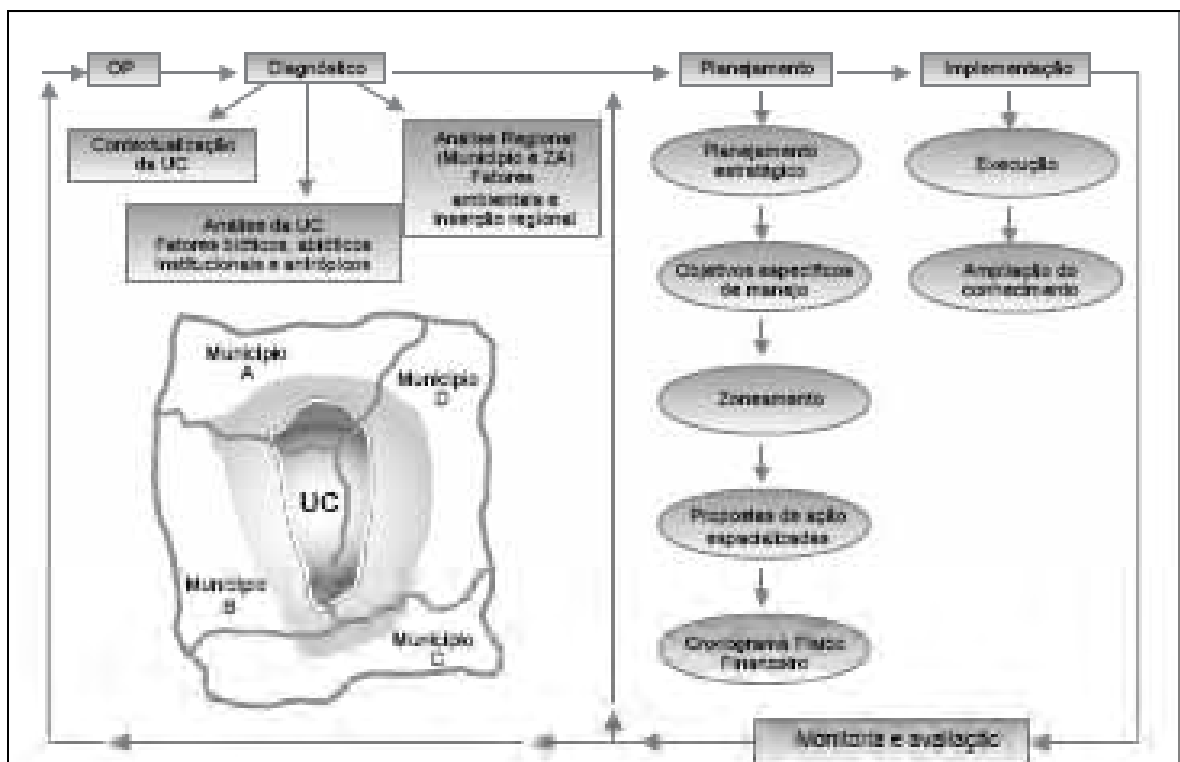 OP
Diagnóstico
Planejamento
Implementação
Contextualização
da UC
Análise Regional
(Município e ZA)
Fatores
ambientais e
inserção regional
Análise da UC
Fatores bióticos, abióticos
institucionais e antrópicos
Planejamento
estratégico
Execução
Objetivos específicos
de manejo
Ampliação do
conhecimento
Município
A
Município
D
Zoneamento
UC
Propostas de ação
espacializadas
Município
B
Município
C
Cronograma Físico
Financeiro
Monitoria e avaliação